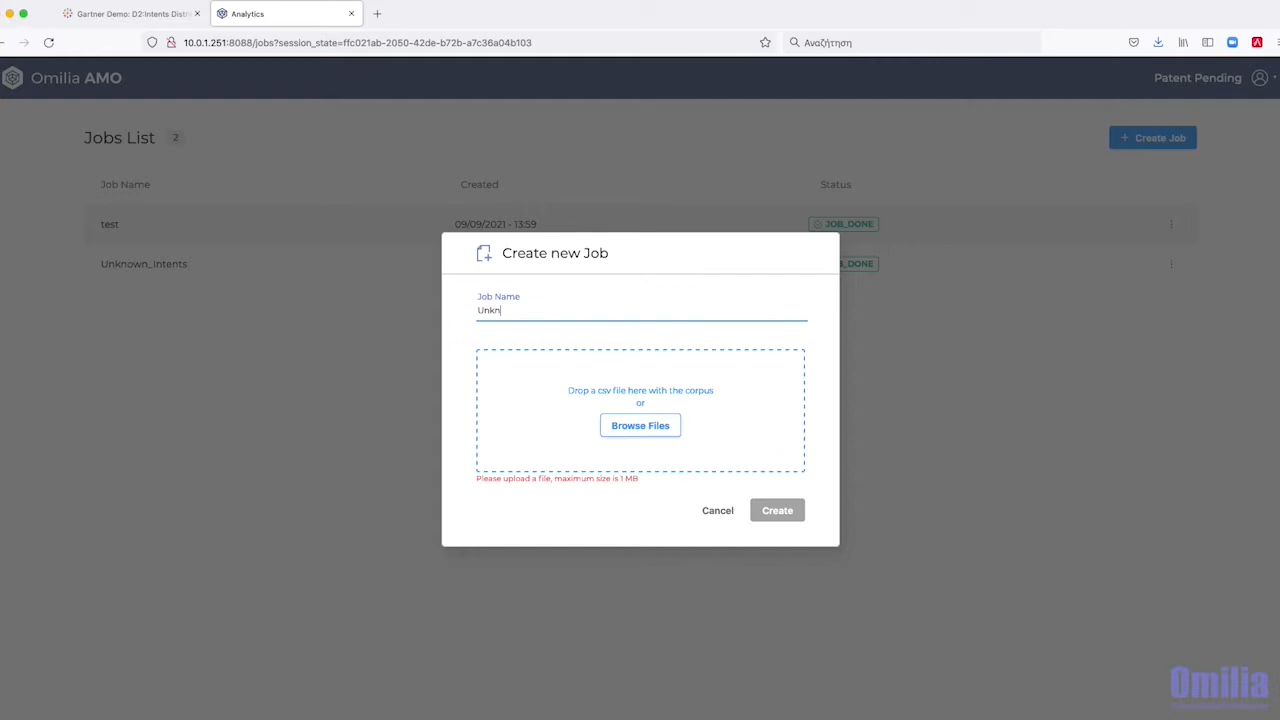 Gartner Demo: D2:Intents Distri
Analytics
10.0.1.251:8088/jobs?session_state=ffc021ab-2050-42de-b72b-a7c36a04b103
Αναζήτηση
Omilia AMO
Patent Pending
Jobs List 2
+ Create Job
Job Name Created Status
test 09/09/2021 - 13:59 JOB_DONE
Unknown_Intents B_DONE
Create new Job
Job Name
Unkn
Drop a csv file here with the corpus
or
Browse Files
Please upload a file, maximum size is 1 MB
Cancel Create
Omilia